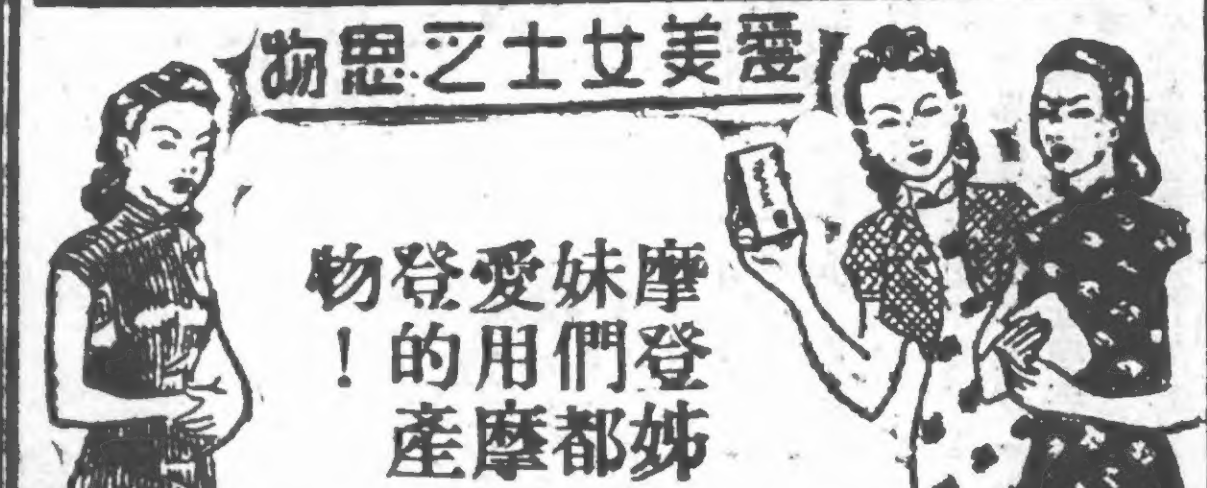 愛美女士之恩物
摩登姊
妹們都
愛用摩
登的產
物！